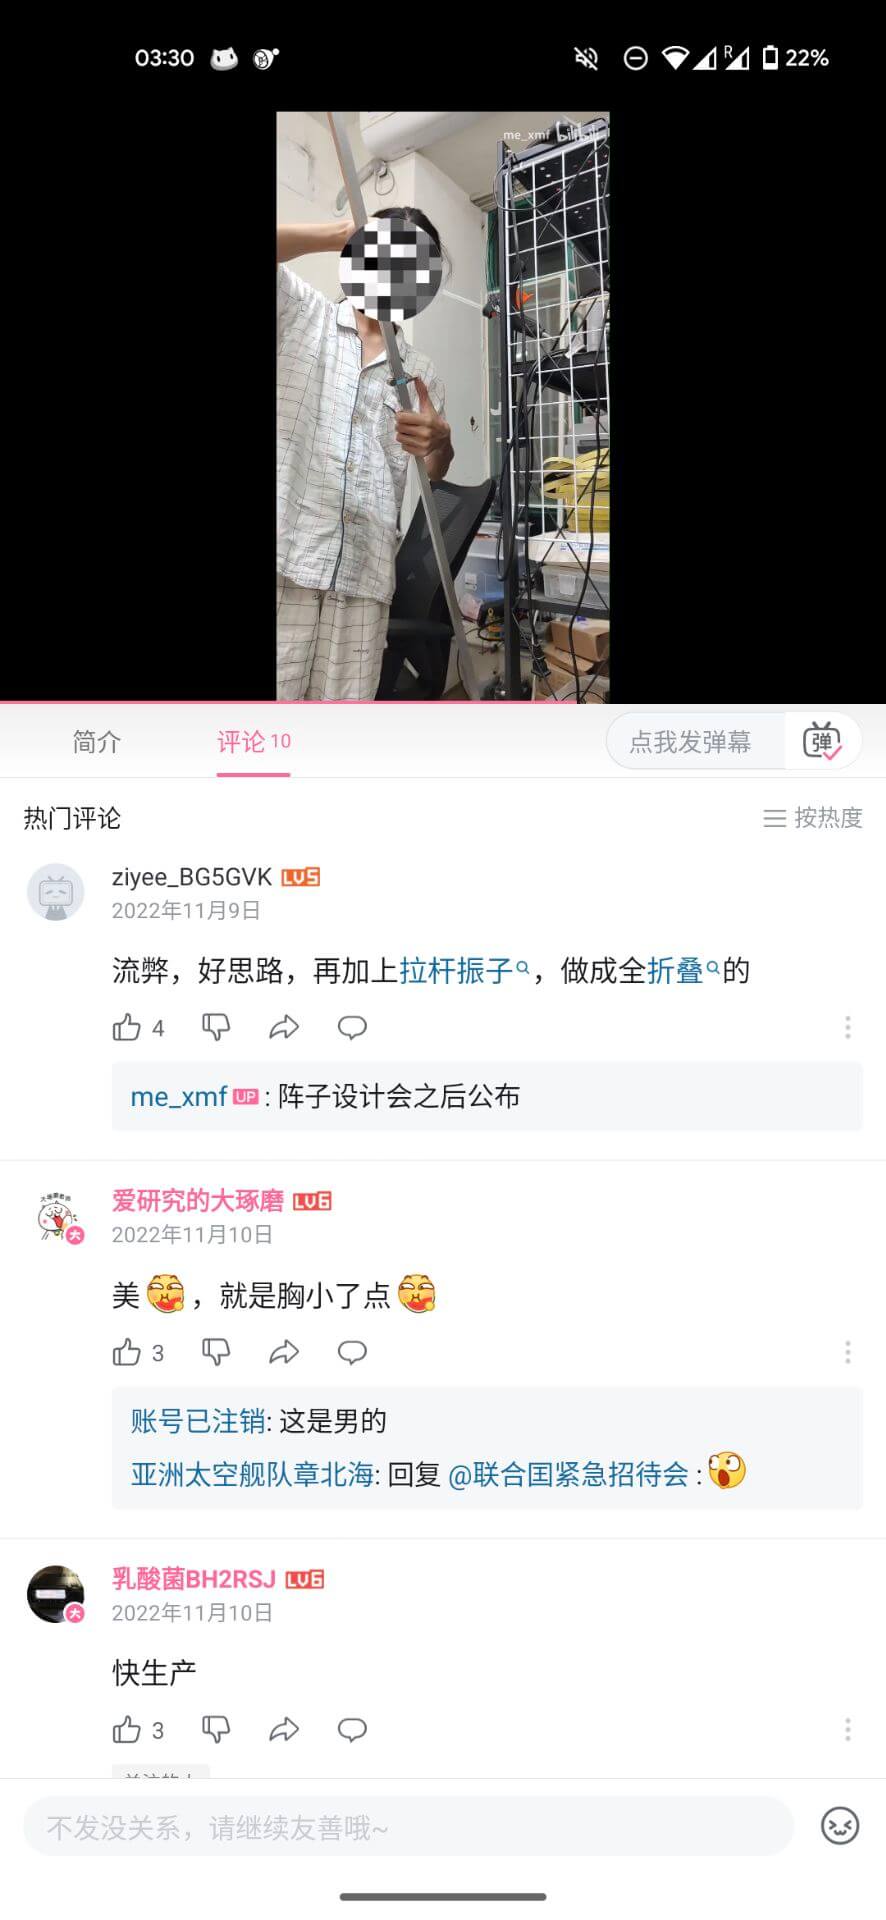 03:30
R
22%
me_xmf bilibili
简介
评论 10
点我发弹幕
弹
热门评论
按热度
ziyee_BG5GVK LV5
2022年11月9日
流弊，好思路，再加上拉杆振子，做成全折叠的
4
me_xmf UP : 阵子设计会之后公布
爱研究的大琢磨 LV6
大
2022年11月10日
美，就是胸小了点
3
账号已注销: 这是男的
亚洲太空舰队章北海: 回复 @联合国紧急招待会 :
乳酸菌BH2RSJ LV6
大
2022年11月10日
快生产
3
不发没关系，请继续友善哦~